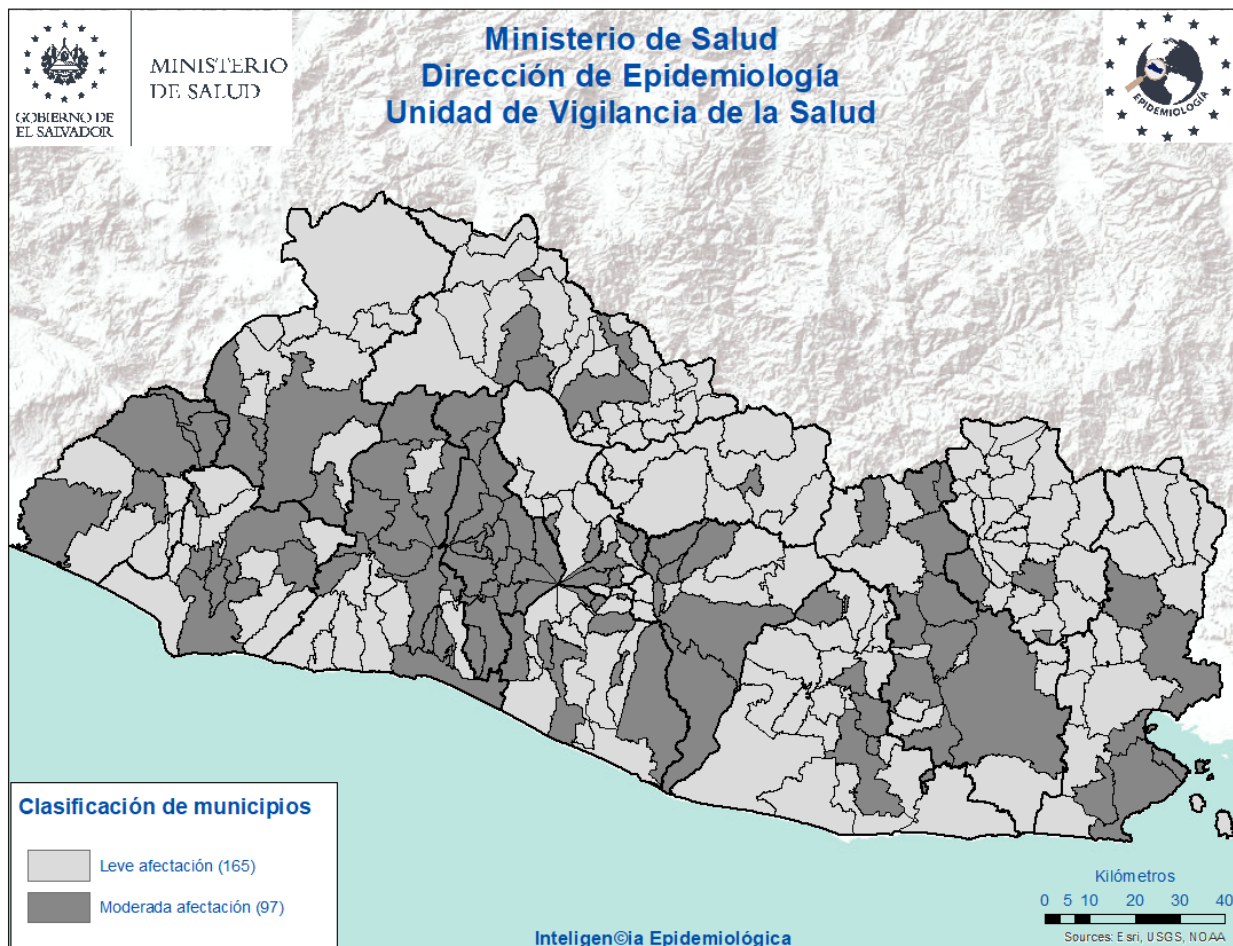 Ministerio de Salud
Dirección de Epidemiología
Unidad de Vigilancia de la Salud
GOBIERNO DE
EL SALVADOR
MINISTERIO
DE SALUD
EPIDEMIOLOGÍA
Clasificación de municipios
Leve afectación (165)
Moderada afectación (97)
Inteligen©ia Epidemiológica
Kilómetros
0 5 10 20 30 40
Sources: Esri, USGS, NOAA